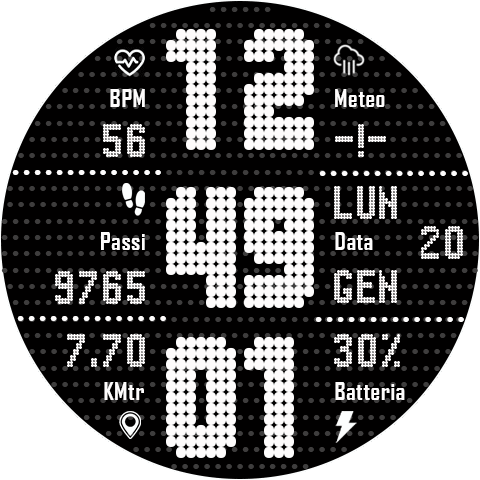 12
BPM
Meteo
56
-!-
LUN
49
Passi
Data
20
9765
GEN
7.70
30%
01
KMtr
Batteria